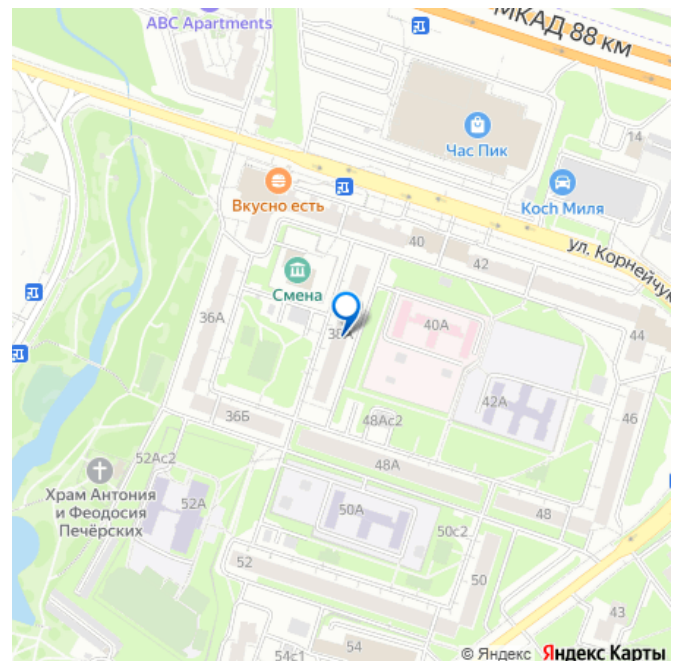 ABC Apartments
МКАД 88 км
Час Пик
14
Вкусно есть
Koch Миля
40
42
ул. Корнейчук
Смена
36А
38А
40А
44
42А
36Б
48Ас2
46
52Ас2
48А
Храм Антония
и Феодосия
Печёрских
52А
50А
48
50с2
52
50
43
54
54с1
© Яндекс Яндекс Карты